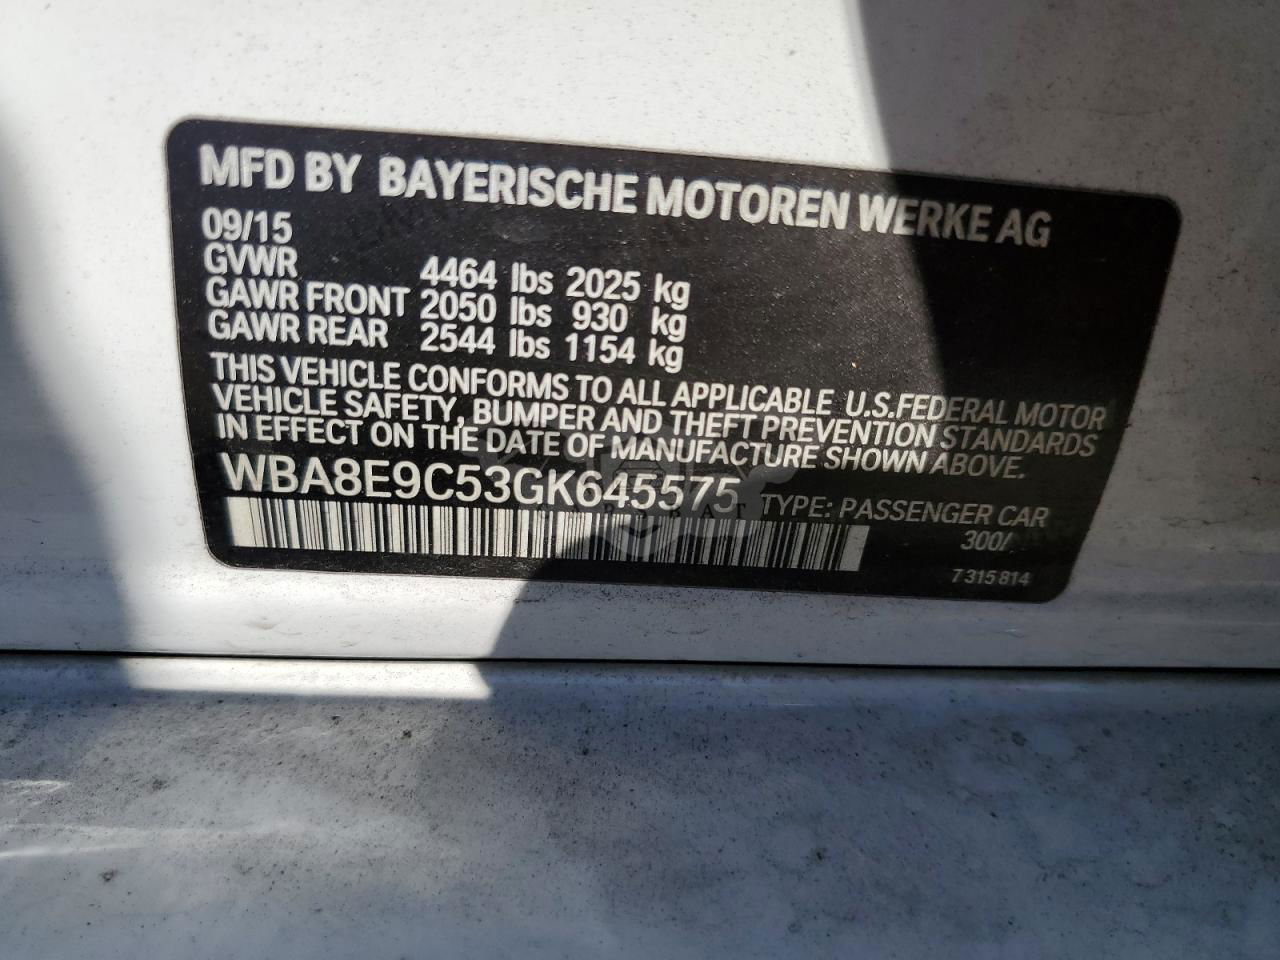 MFD BY BAYERISCHE MOTOREN WERKE AG
09/15
GVWR 4464 lbs 2025 kg
GAWR FRONT 2050 lbs 930 kg
GAWR REAR 2544 lbs 1154 kg
THIS VEHICLE CONFORMS TO ALL APPLICABLE U.S.FEDERAL MOTOR
VEHICLE SAFETY, BUMPER AND THEFT PREVENTION STANDARDS
IN EFFECT ON THE DATE OF MANUFACTURE SHOWN ABOVE.
WBA8E9C53GK645575 TYPE: PASSENGER CAR
300/
7 315 814